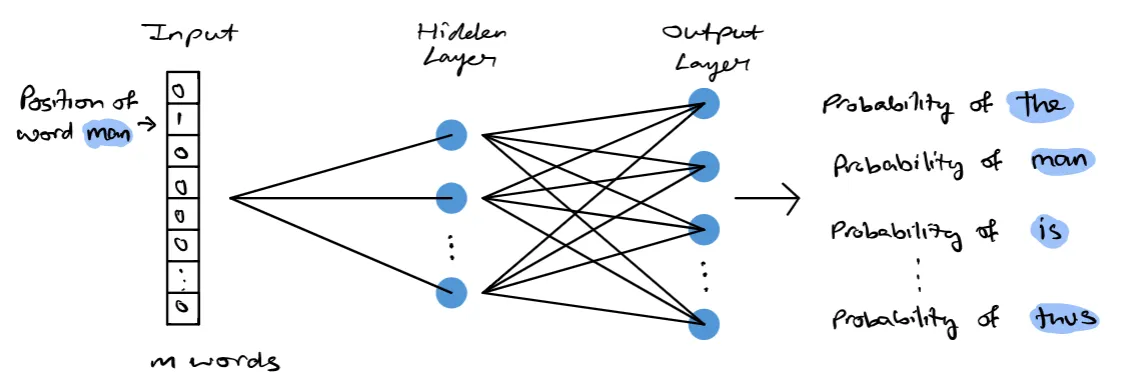 Input
Hidden
Layer
Output
Layer
Position of
word man
0
1
0
0
0
0
...
0
m words
Probability of the
Probability of man
Probability of is
Probability of thus